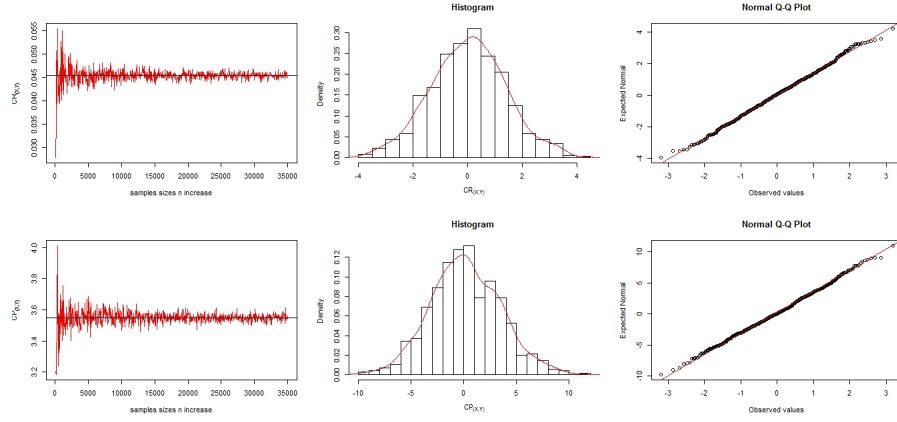 Histogram
Normal Q-Q Plot
0.030 0.035 0.040 0.045 0.050 0.055
0 5000 10000 15000 20000 25000 30000 35000
samples sizes n increase
Density
0.00 0.05 0.10 0.15 0.20 0.25 0.30
-4 -2 0 2 4
CR(X,Y)
Expected Normal
-4 -2 0 2 4
-3 -2 -1 0 1 2 3
Observed values
Histogram
Normal Q-Q Plot
3.2 3.4 3.6 3.8 4.0
0 5000 10000 15000 20000 25000 30000 35000
samples sizes n increase
Density
0.00 0.02 0.04 0.06 0.08 0.10 0.12
-10 -5 0 5 10
Expected Normal
-10 -5 0 5 10
-3 -2 -1 0 1 2 3
Observed values